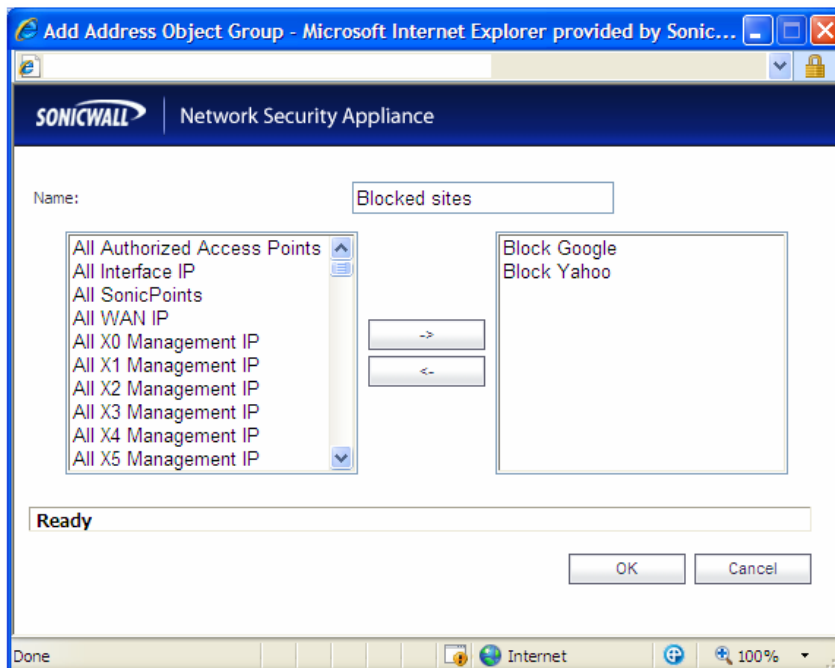 Add Address Object Group - Microsoft Internet Explorer provided by Sonic...
SONICWALL Network Security Appliance
Name: Blocked sites
All Authorized Access Points
All Interface IP
All SonicPoints
All WAN IP
All X0 Management IP
All X1 Management IP
All X2 Management IP
All X3 Management IP
All X4 Management IP
All X5 Management IP
->
<-
Block Google
Block Yahoo
Ready
OK Cancel
Done Internet 100%